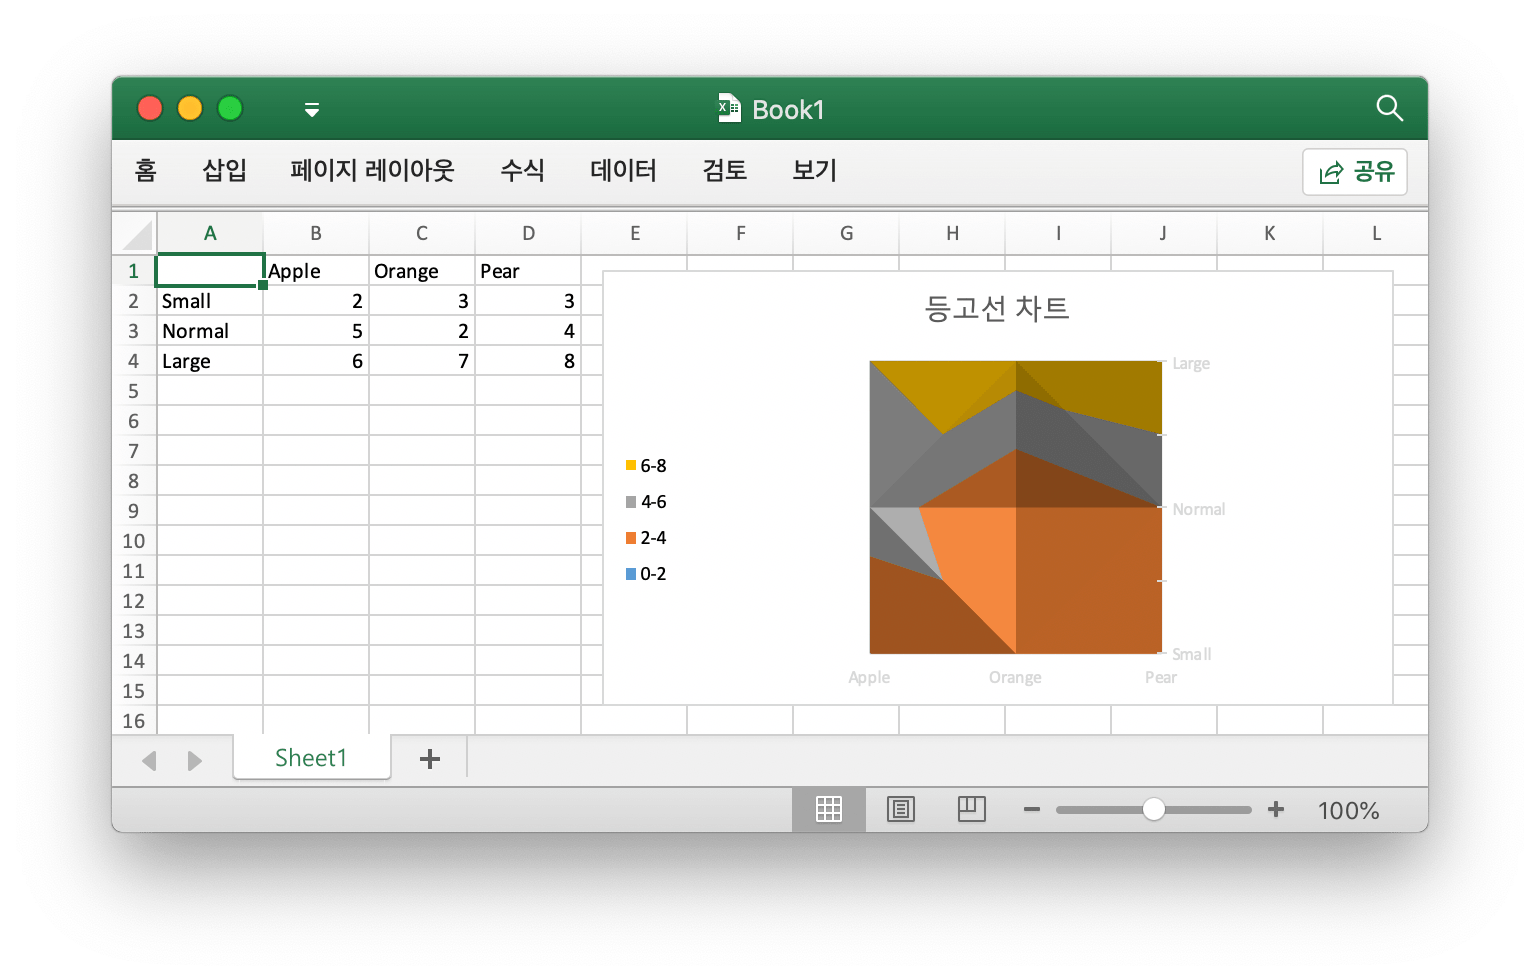 Book1
홈 삽입 페이지 레이아웃 수식 데이터 검토 보기 공유
A B C D E F G H I J K L
1 Apple Orange Pear
2 Small 2 3 3
3 Normal 5 2 4
4 Large 6 7 8
5
6
7
8
9
10
11
12
13
14
15
16
등고선 차트
6-8
4-6
2-4
0-2
Large
Normal
Small
Apple Orange Pear
Sheet1
100%